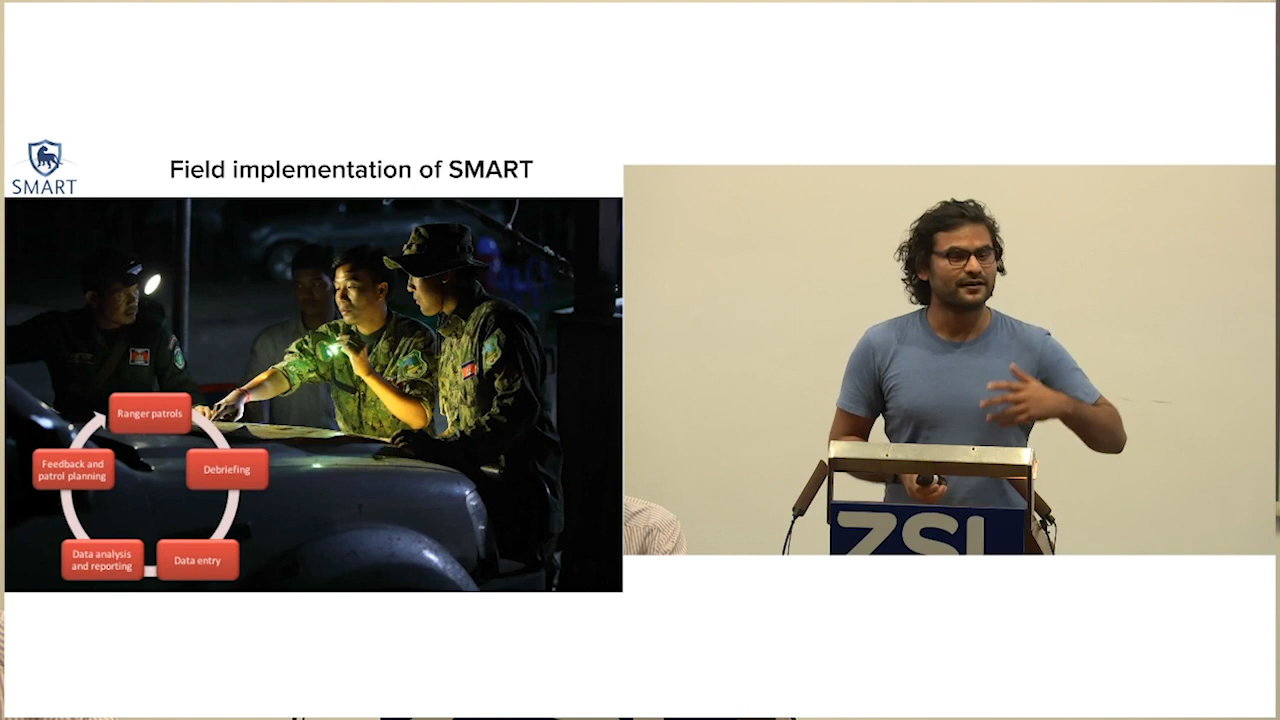 SMART
Field implementation of SMART
Ranger patrols
Feedback and
patrol planning
Debriefing
Data analysis
and reporting
Data entry
ZSL